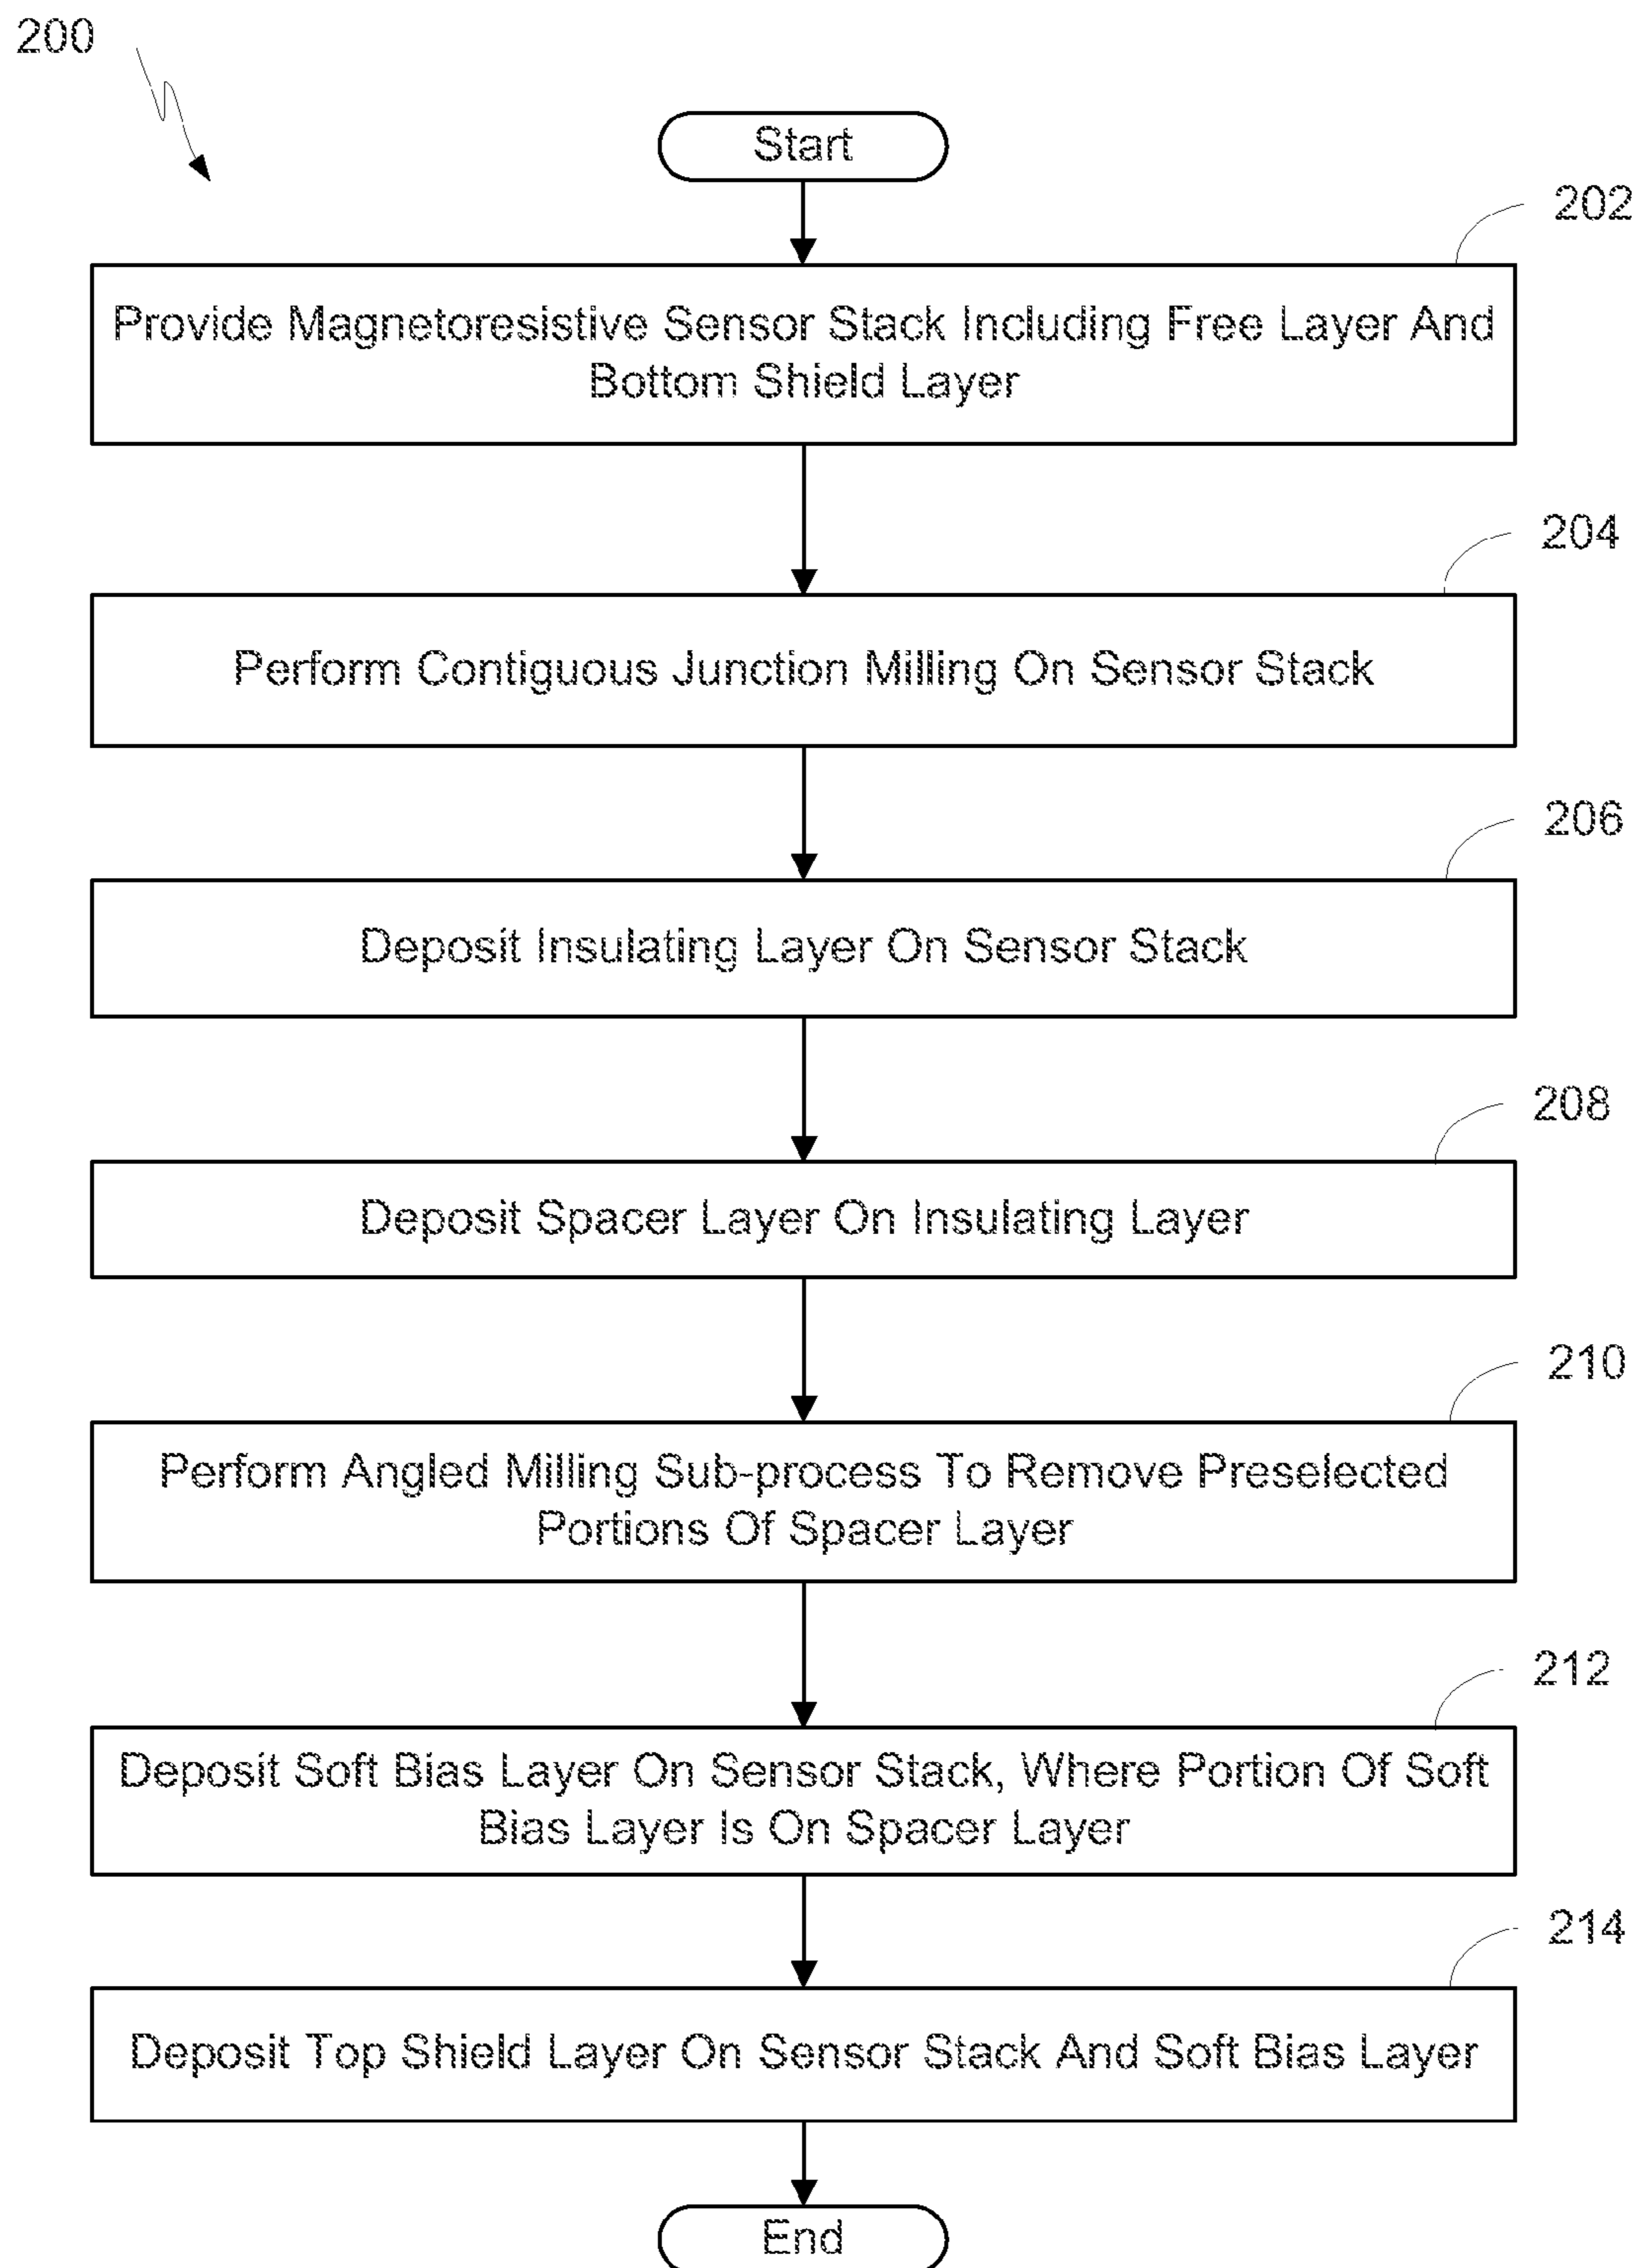 200
Start
202
Provide Magnetoresistive Sensor Stack Including Free Layer And
Bottom Shield Layer
204
Perform Contiguous Junction Milling On Sensor Stack
206
Deposit Insulating Layer On Sensor Stack
208
Deposit Spacer Layer On Insulating Layer
210
Perform Angled Milling Sub-process To Remove Preselected
Portions Of Spacer Layer
212
Deposit Soft Bias Layer On Sensor Stack, Where Portion Of Soft
Bias Layer Is On Spacer Layer
214
Deposit Top Shield Layer On Sensor Stack And Soft Bias Layer
End